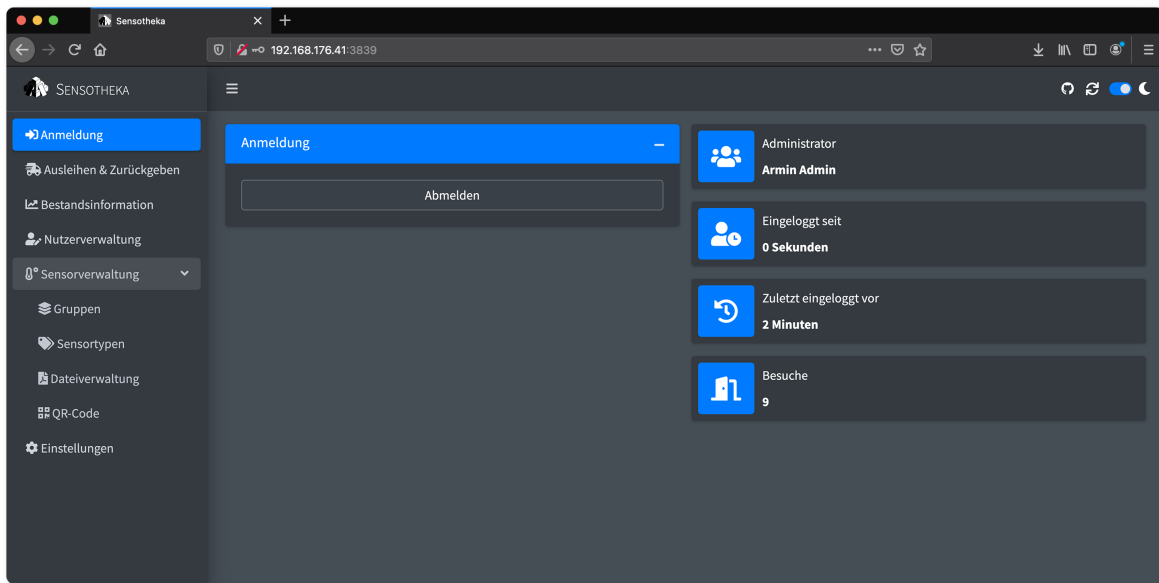 Sensotheka
192.168.176.41:3839
SENSOTHEKA
Anmeldung
Ausleihen & Zurückgeben
Bestandsinformation
Nutzerverwaltung
Sensorverwaltung
Gruppen
Sensortypen
Dateiverwaltung
QR-Code
Einstellungen
Anmeldung
Abmelden
Administrator
Armin Admin
Eingeloggt seit
0 Sekunden
Zuletzt eingeloggt vor
2 Minuten
Besuche
9